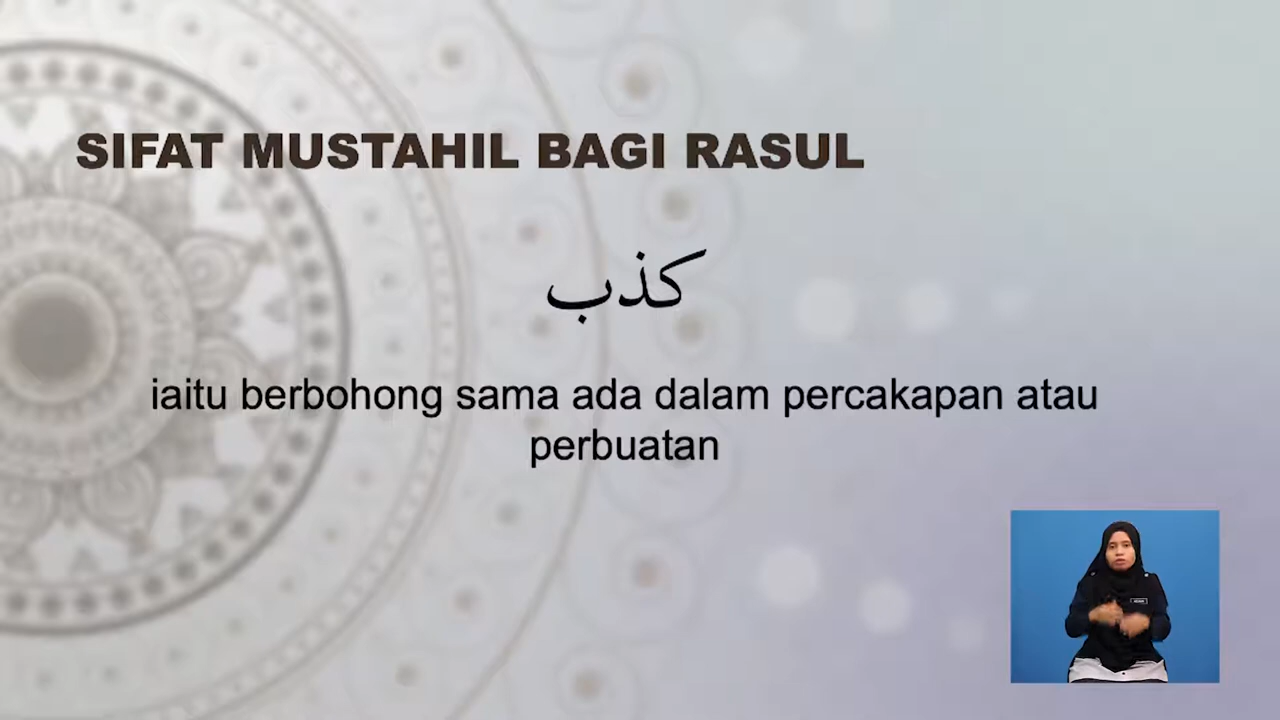 SIFAT MUSTAHIL BAGI RASUL
كذب
iaitu berbohong sama ada dalam percakapan atau
perbuatan